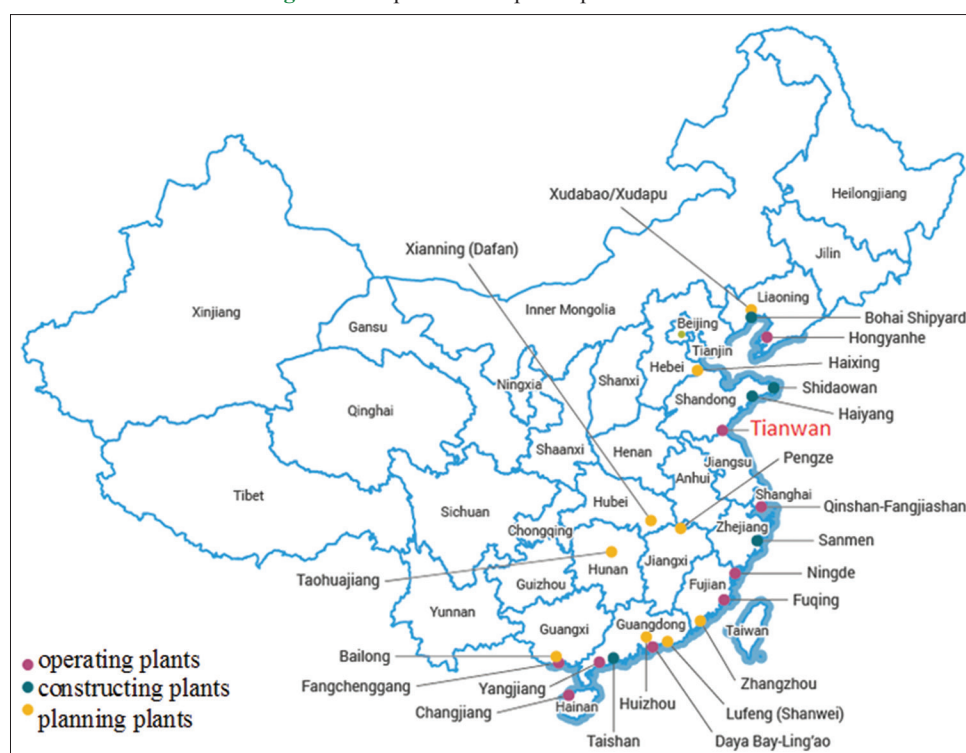 Heilongjiang
Xudabao/Xudapu
Jilin
Xianning (Dafan)
Liaoning
Xinjiang
Inner Mongolia
Bohai Shipyard
Gansu
Beijing
Hongyanhe
Tianjin
Hebei
Haixing
Ningxia
Shanxi
Shandong
Shidaowan
Qinghai
Haiyang
Tianwan
Shaanxi
Henan
Pengze
Jiangsu
Anhui
Tibet
Hubei
Shanghai
Sichuan
Qinshan-Fangjiashan
Chongqing
Zhejiang
Sanmen
Taohuajiang
Hunan
Jiangxi
Ningde
Guizhou
Fujian
Fuqing
Yunnan
Guangxi
Guangdong
Taiwan
operating plants
Bailong
constructing plants
Fangchenggang
Yangjiang
Zhangzhou
Huizhou
planning plants
Changjiang
Hainan
Lufeng (Shanwei)
Taishan
Daya Bay-Ling'ao